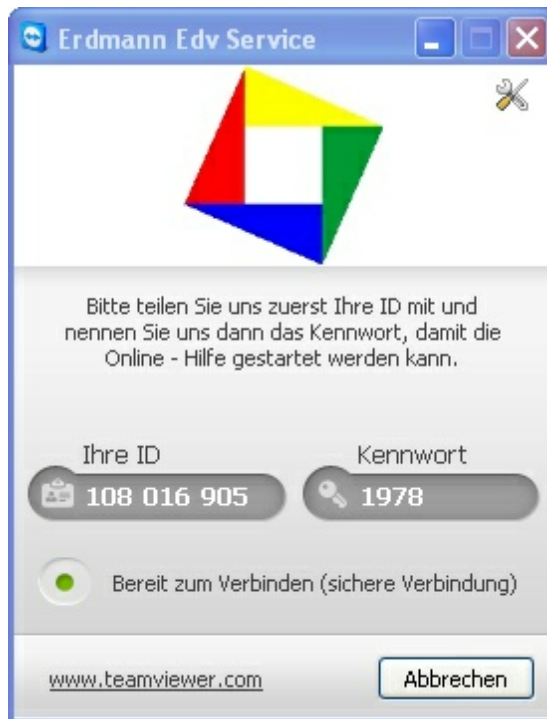 Erdmann Edv Service
Bitte teilen Sie uns zuerst Ihre ID mit und
nennen Sie uns dann das Kennwort, damit die
Online - Hilfe gestartet werden kann.
Ihre ID
Kennwort
108 016 905
1978
Bereit zum Verbinden (sichere Verbindung)
www.teamviewer.com
Abbrechen